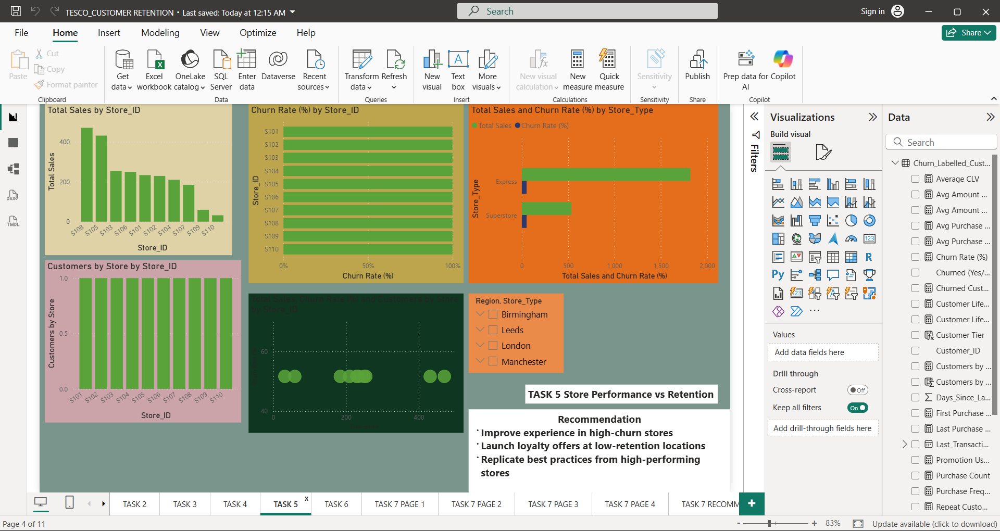 TESCO_CUSTOMER RETENTION • Last saved: Today at 12:15 AM
Search
Sign in
File
Home
Insert
Modeling
View
Optimize
Help
Share
Paste
Cut
Copy
Format painter
Clipboard
Get data
Excel workbook
OneLake catalog
SQL Server
Enter data
Dataverse
Recent sources
Data
Transform data
Refresh
Queries
New visual
Text box
More visuals
Insert
New visual calculation
New measure
Quick measure
Calculations
Sensitivity
Sensitivity
Publish
Share
Prep data for AI
Copilot
Copilot
Total Sales by Store_ID
Total Sales
400
200
0
S108
S105
S103
S106
S101
S102
S104
S107
S109
S110
Store_ID
Churn Rate (%) by Store_ID
Store_ID
S101
S102
S103
S104
S105
S106
S107
S108
S109
S110
0%
50%
100%
Churn Rate (%)
Total Sales and Churn Rate (%) by Store_Type
Total Sales
Churn Rate (%)
Store_Type
Express
Superstore
0
500
1,000
1,500
2,000
Total Sales and Churn Rate (%)
Customers by Store by Store_ID
Customers by Store
1.0
0.5
0.0
S101
S102
S103
S104
S105
S106
S107
S108
S109
S110
Store_ID
Total Sales, Churn Rate (%) and Customers by Store
by Store_ID
60
40
0
200
400
Region, Store_Type
Birmingham
Leeds
London
Manchester
TASK 5 Store Performance vs Retention
Recommendation
• Improve experience in high-churn stores
• Launch loyalty offers at low-retention locations
• Replicate best practices from high-performing
stores
Filters
Visualizations
Build visual
123
R
Py
Values
Add data fields here
Drill through
Cross-report
Off
Keep all filters
On
Add drill-through fields here
Data
Search
Churn_Labelled_Cust...
Average CLV
Avg Amount ...
Avg Amount ...
Avg Purchase ...
Avg Purchase ...
Churn Rate (%)
Churned (Yes/...
Churned Cust...
Customer Life...
Customer Life...
Customer Tier
Customer_ID
Customers by ...
Customers by ...
Days_Since_La...
First Purchase ...
Last Purchase ...
Last_Transacti...
Promotion Us...
Purchase Count
Purchase Freq...
Repeat Custo...
DAX
TMDL
TASK 2
TASK 3
TASK 4
TASK 5
x
TASK 6
TASK 7 PAGE 1
TASK 7 PAGE 2
TASK 7 PAGE 3
TASK 7 PAGE 4
TASK 7 RECOMM
+
Page 4 of 11
-
+
83%
Update available (click to download)